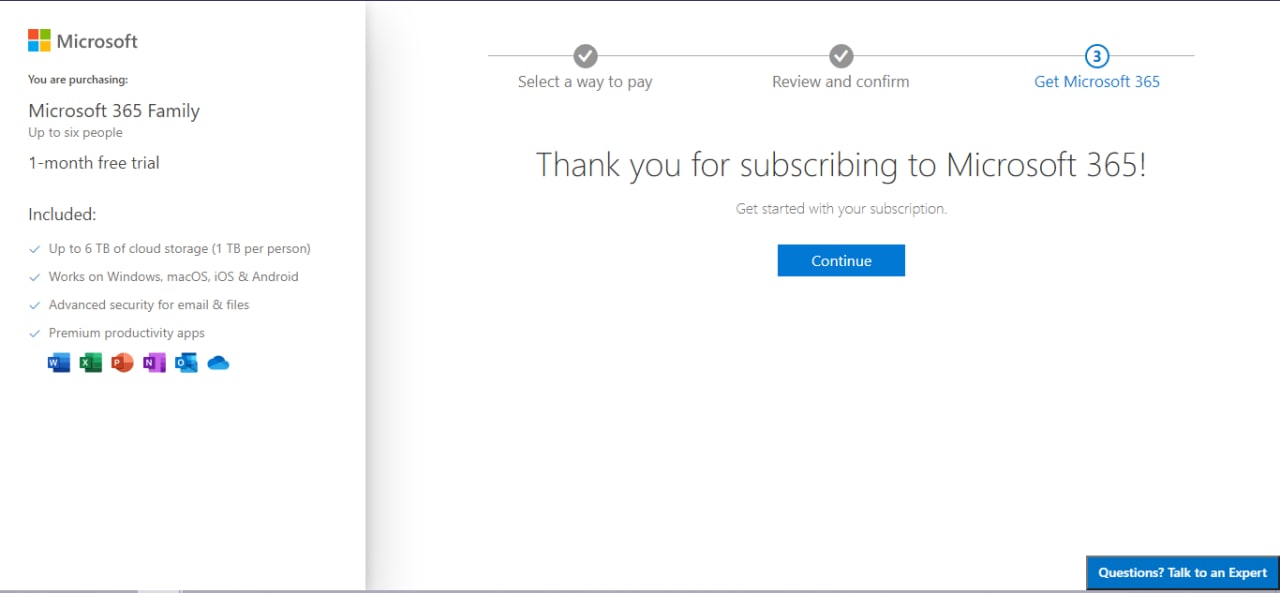 Microsoft
You are purchasing:
Microsoft 365 Family
Up to six people
1-month free trial
Included:
Up to 6 TB of cloud storage (1 TB per person)
Works on Windows, macOS, iOS & Android
Advanced security for email & files
Premium productivity apps
W X P N O
Select a way to pay
Review and confirm
3
Get Microsoft 365
Thank you for subscribing to Microsoft 365!
Get started with your subscription.
Continue
Questions? Talk to an Expert